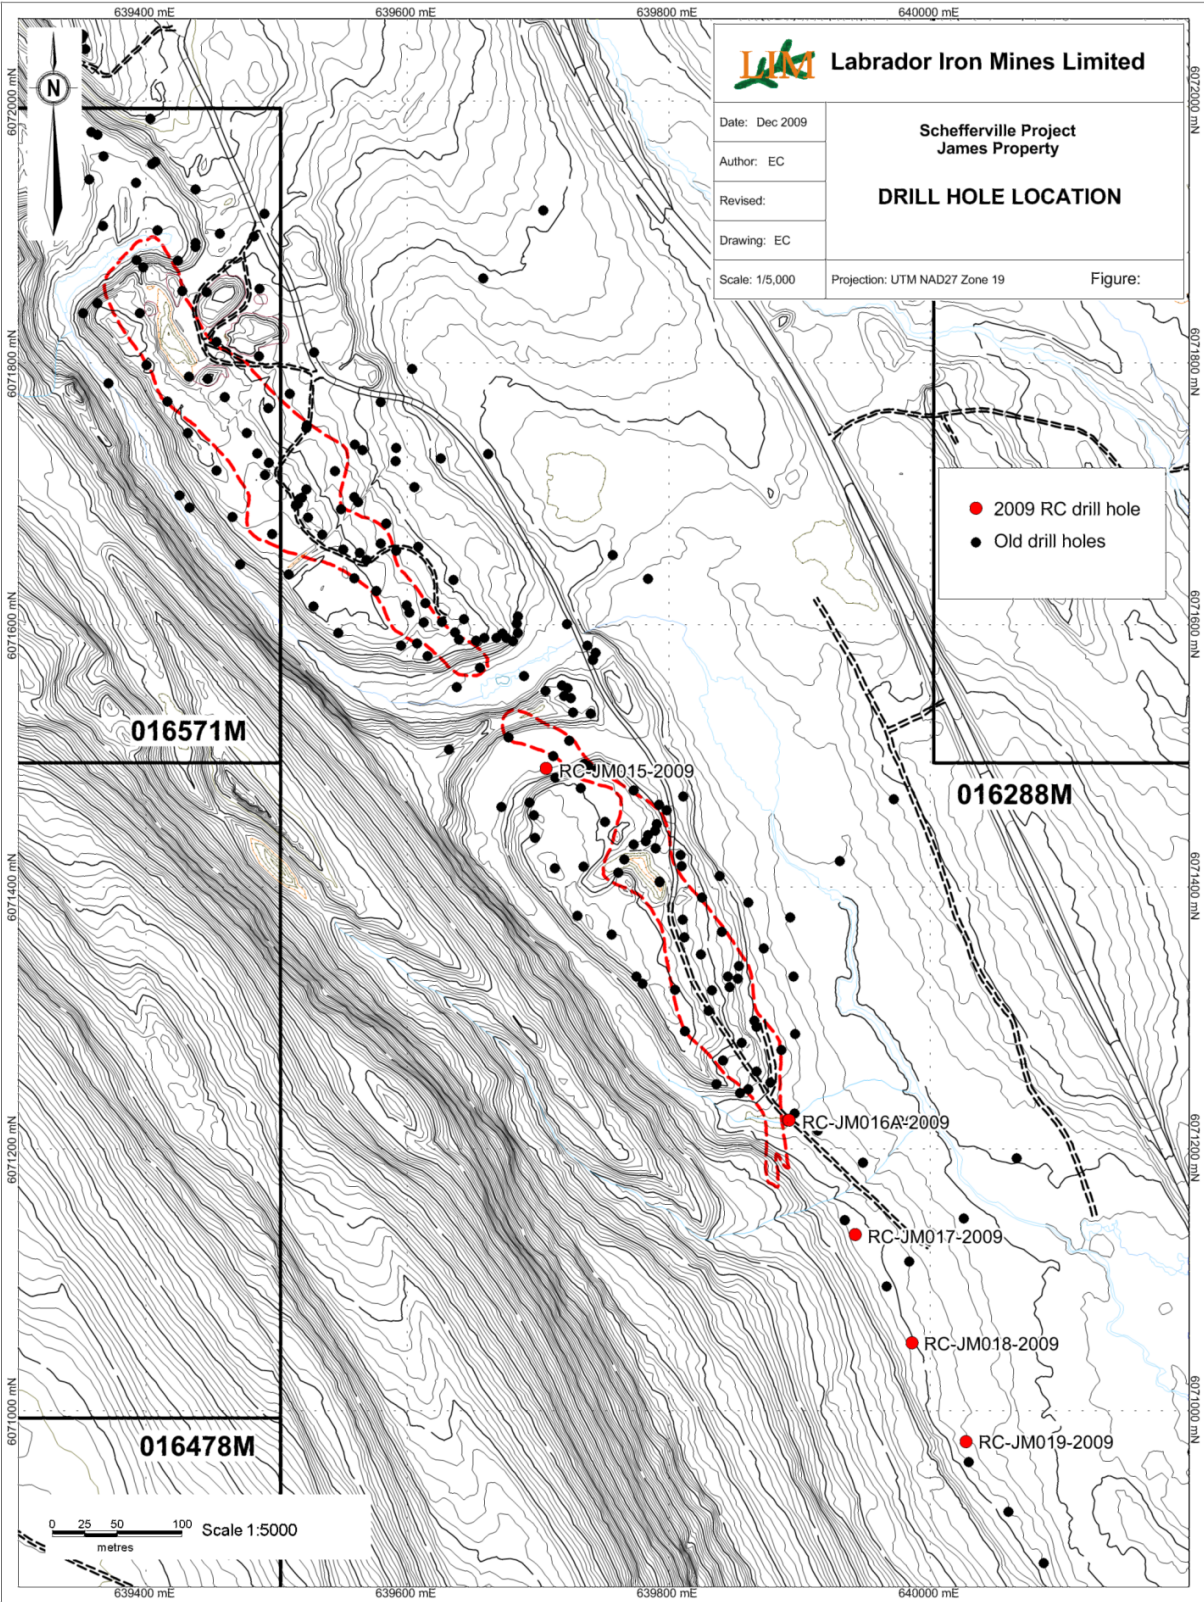 639400 mE
639600 mE
639800 mE
640000 mE
6072000 mN
6072000 mN
N
LIM
Labrador Iron Mines Limited
Date: Dec 2009
Author: EC
Revised:
Drawing: EC
Scale: 1/5,000
Schefferville Project
James Property
DRILL HOLE LOCATION
Projection: UTM NAD27 Zone 19
Figure:
6071800 mN
6071800 mN
2009 RC drill hole
Old drill holes
6071600 mN
6071600 mN
016571M
RC-JM015-2009
016288M
6071400 mN
6071400 mN
RC-JM016A-2009
6071200 mN
6071200 mN
RC-JM017-2009
RC-JM018-2009
6071000 mN
6071000 mN
RC-JM019-2009
016478M
0 25 50 100
metres
Scale 1:5000
639400 mE
639600 mE
639800 mE
640000 mE